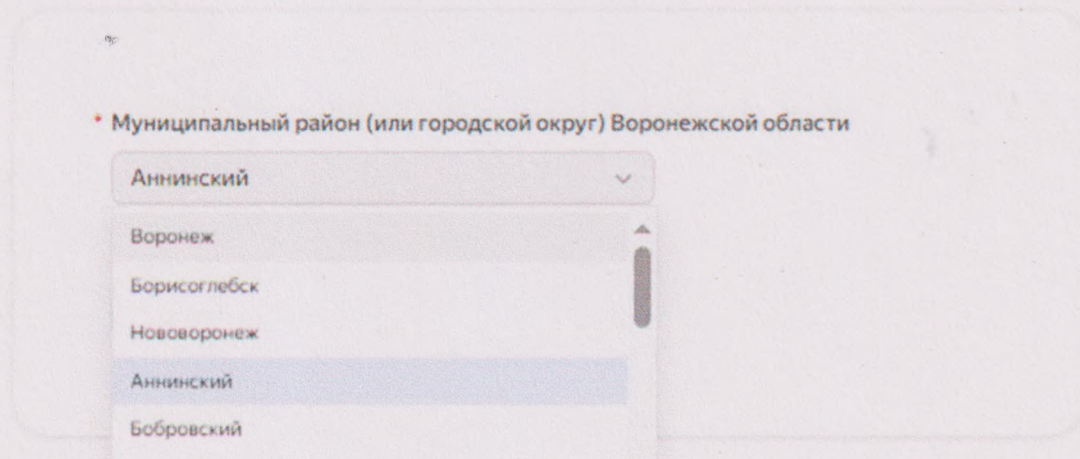 * Муниципальный район (или городской округ) Воронежской области
Аннинский
Воронеж
Борисоглебск
Нововоронеж
Аннинский
Бобровский